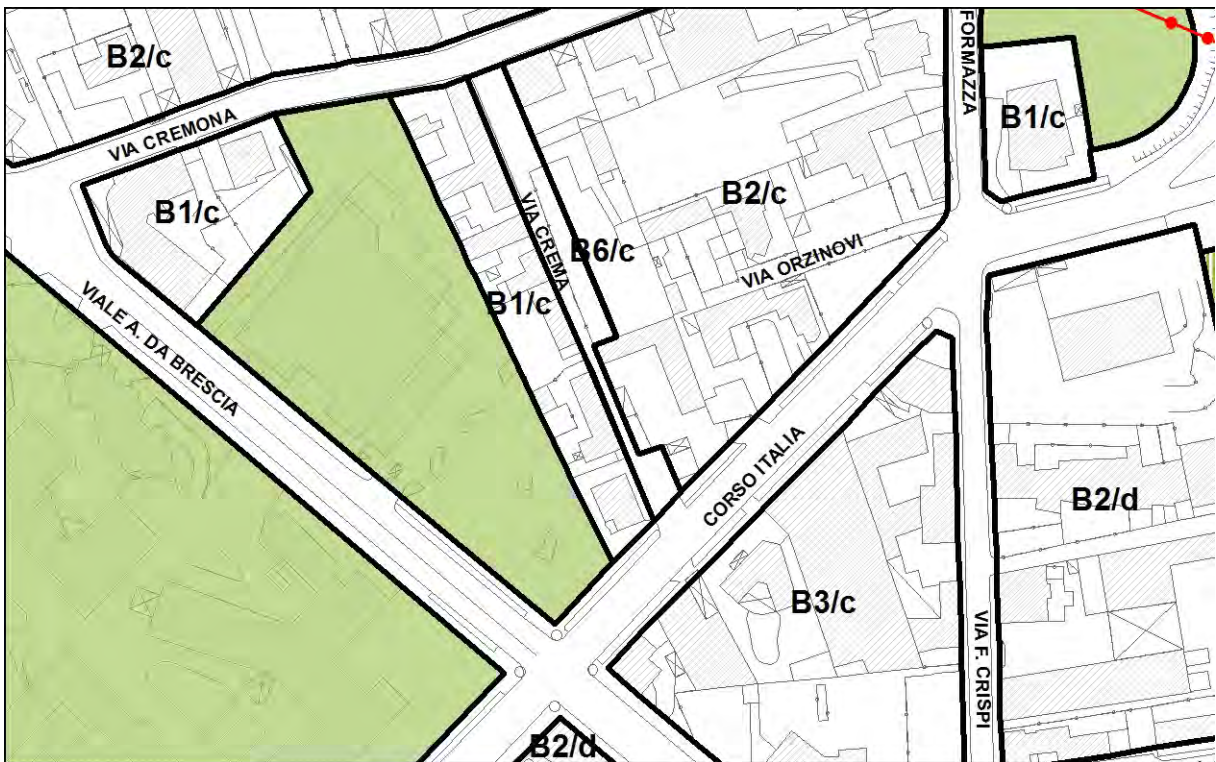 B2/c
FORMAZZA
B1/c
VIA CREMONA
B2/c
B1/c
VIA CREMA
B6/c
VIA ORZINOVI
B1/c
VIALE A. DA BRESCIA
CORSO ITALIA
B2/d
B3/c
VIA F. CRISPI
B2/d